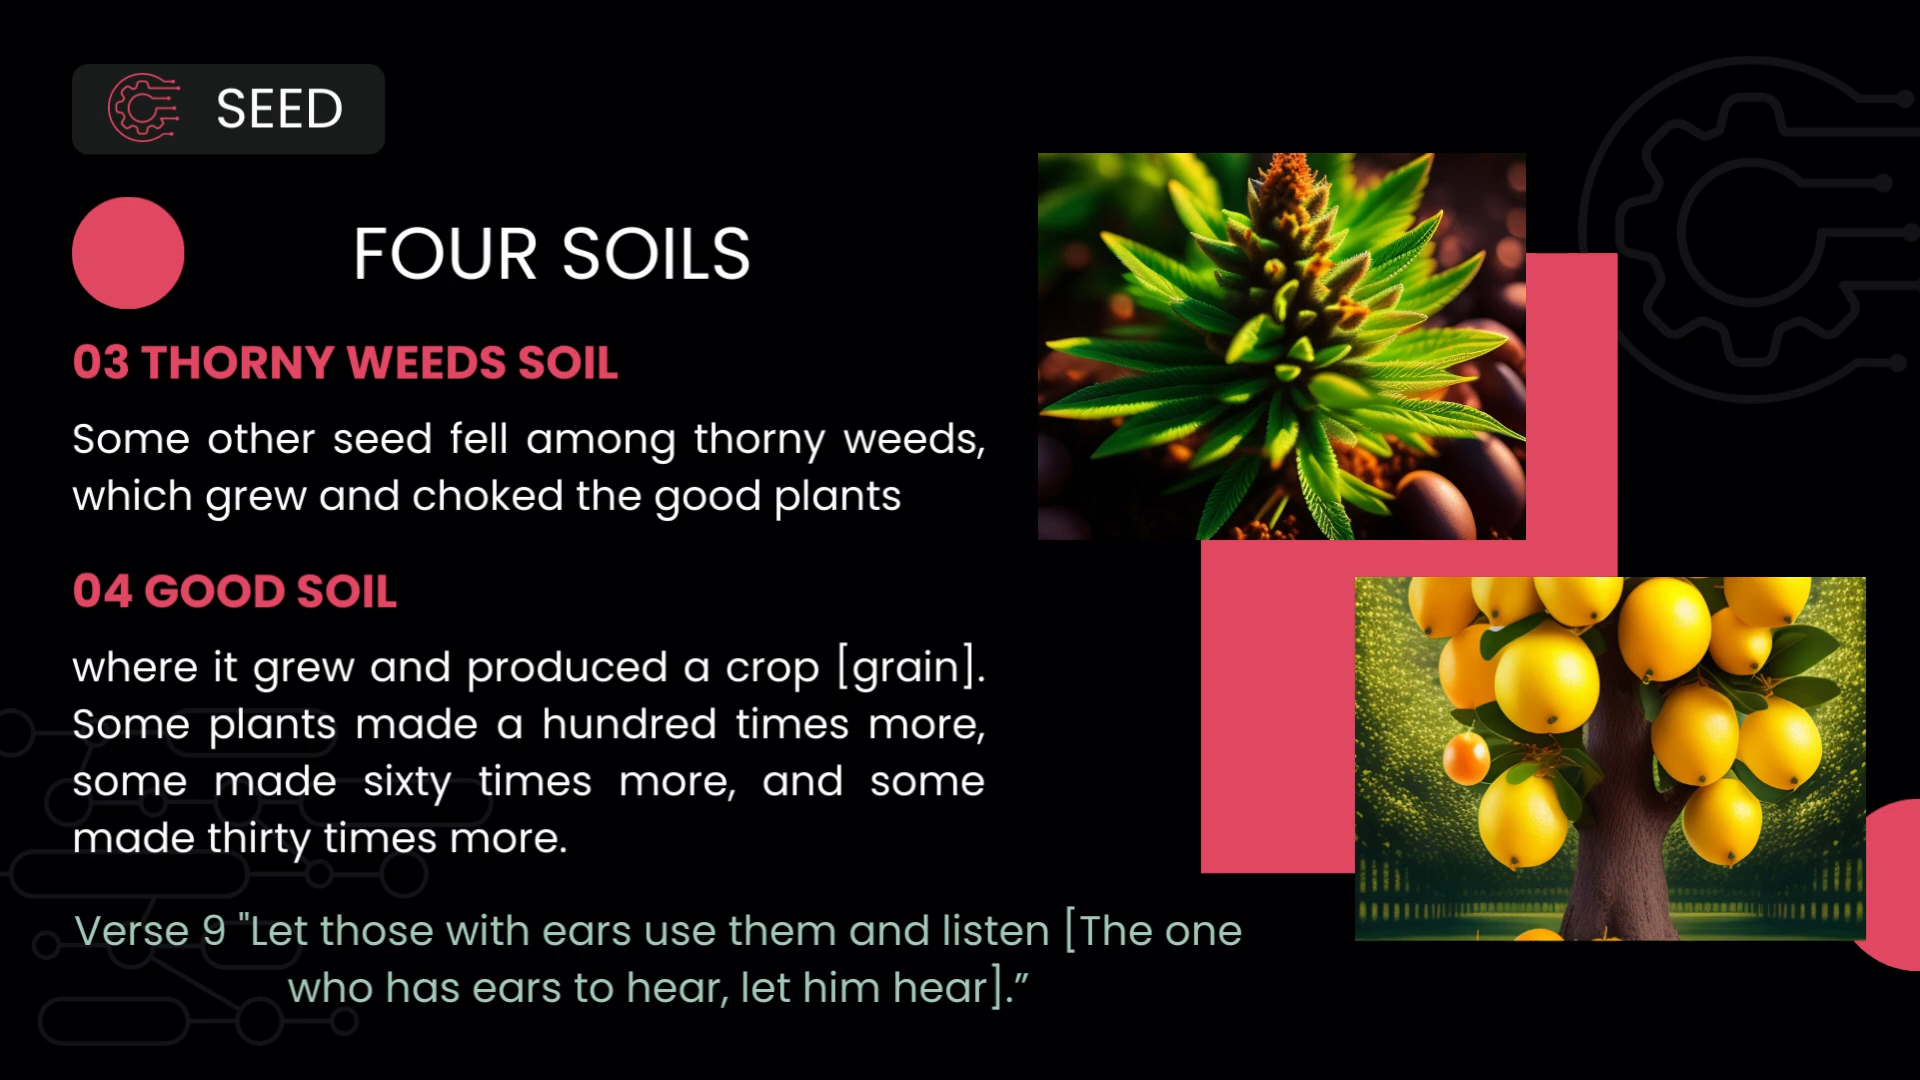 SEED
FOUR SOILS
03 THORNY WEEDS SOIL
Some other seed fell among thorny weeds,
which grew and choked the good plants
04 GOOD SOIL
where it grew and produced a crop [grain].
Some plants made a hundred times more,
some made sixty times more, and some
made thirty times more.
Verse 9 "Let those with ears use them and listen [The one
who has ears to hear, let him hear].”